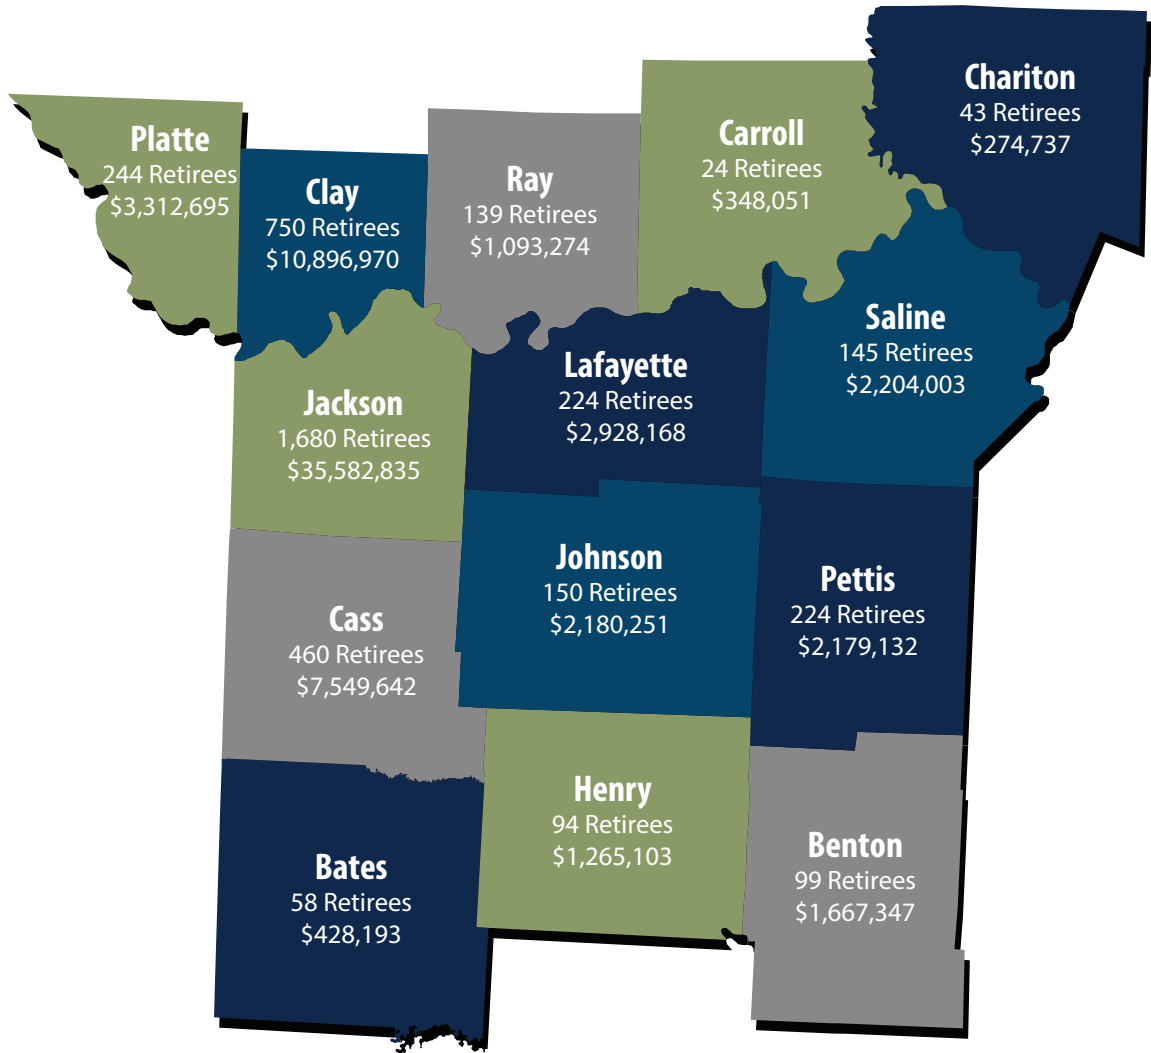 Chariton
43 Retirees
$274,737
Platte
244 Retirees
$3,312,695
Clay
750 Retirees
$10,896,970
Ray
139 Retirees
$1,093,274
Carroll
24 Retirees
$348,051
Saline
145 Retirees
$2,204,003
Lafayette
224 Retirees
$2,928,168
Jackson
1,680 Retirees
$35,582,835
Johnson
150 Retirees
$2,180,251
Pettis
224 Retirees
$2,179,132
Cass
460 Retirees
$7,549,642
Henry
94 Retirees
$1,265,103
Benton
99 Retirees
$1,667,347
Bates
58 Retirees
$428,193